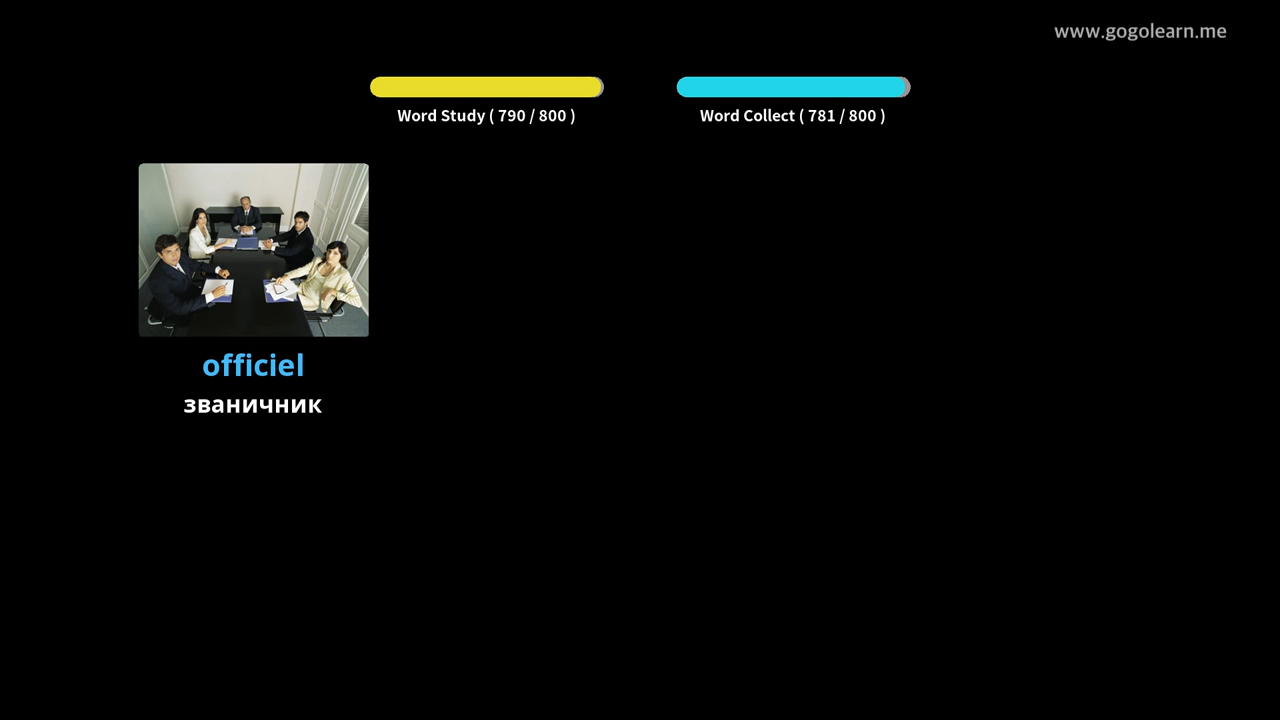 www.gogolearn.me
Word Study ( 790 / 800 )
Word Collect ( 781 / 800 )
officiel
званичник